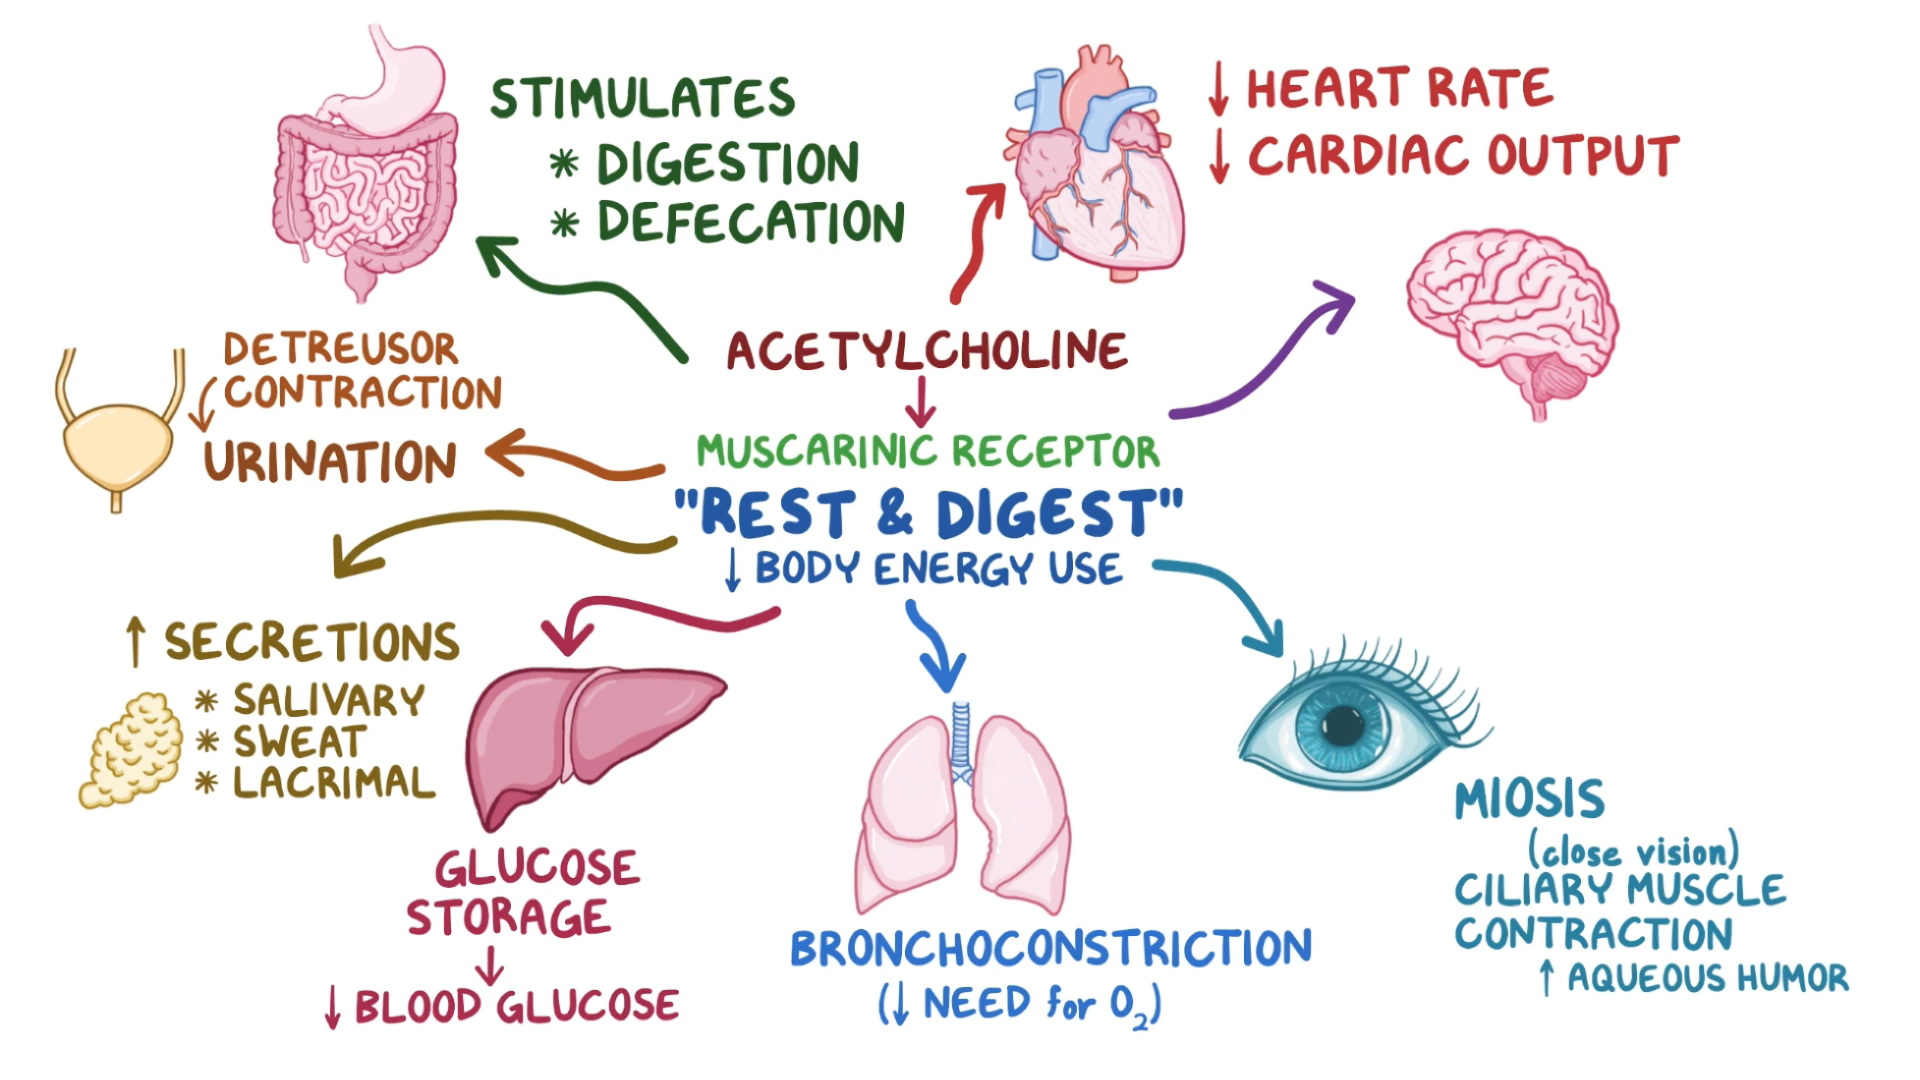 STIMULATES
* DIGESTION
* DEFECATION
↓ HEART RATE
↓ CARDIAC OUTPUT
ACETYLCHOLINE
↓
MUSCARINIC RECEPTOR
"REST & DIGEST"
↓ BODY ENERGY USE
DETREUSOR
CONTRACTION
URINATION
↑ SECRETIONS
* SALIVARY
* SWEAT
* LACRIMAL
GLUCOSE
STORAGE
↓
↓ BLOOD GLUCOSE
BRONCHOCONSTRICTION
(↓ NEED for O₂)
MIOSIS
(close vision)
CILIARY MUSCLE
CONTRACTION
↑ AQUEOUS HUMOR